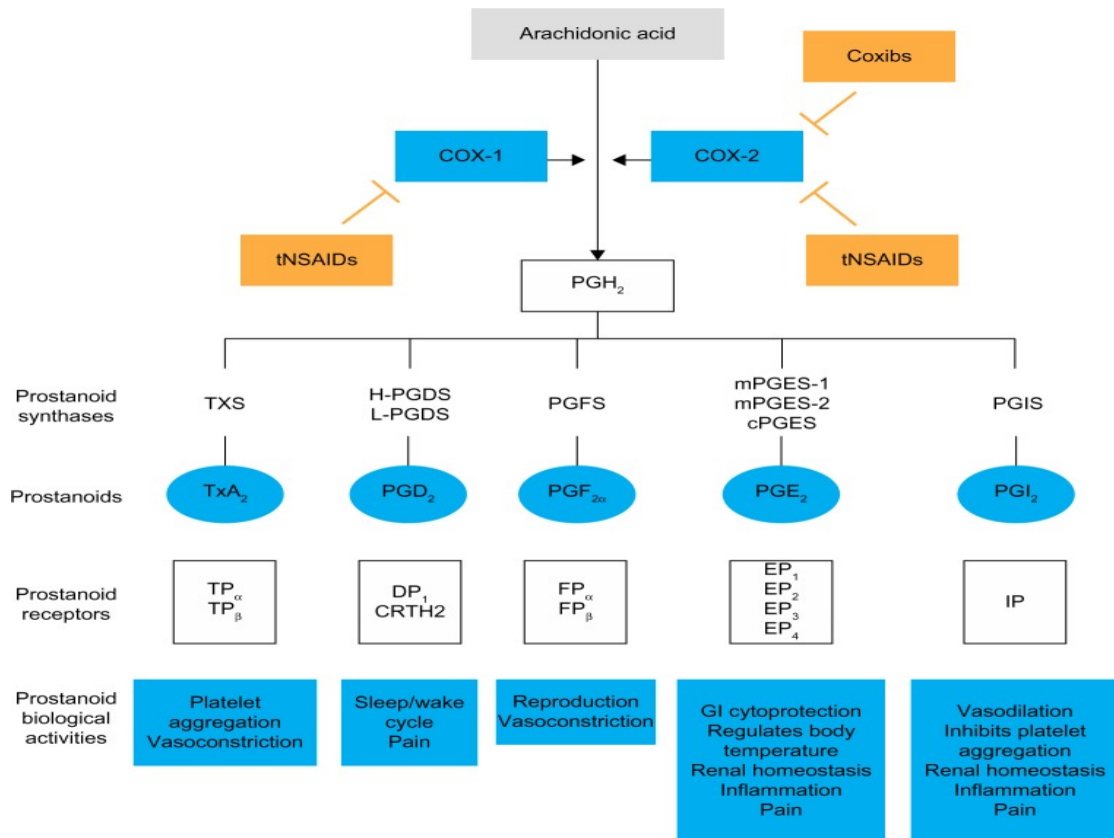 Arachidonic acid
Coxibs
COX-1
COX-2
tNSAIDs
tNSAIDs
PGH₂
Prostanoid
synthases
TXS
H-PGDS
L-PGDS
PGFS
mPGES-1
mPGES-2
cPGES
PGIS
Prostanoids
TxA₂
PGD₂
PGF₂α
PGE₂
PGI₂
Prostanoid
receptors
TPα
TPβ
DP₁
CRTH2
FPα
FPβ
EP₁
EP₂
EP₃
EP₄
IP
Prostanoid
biological
activities
Platelet
aggregation
Vasoconstriction
Sleep/wake
cycle
Pain
Reproduction
Vasoconstriction
GI cytoprotection
Regulates body
temperature
Renal homeostasis
Inflammation
Pain
Vasodilation
Inhibits platelet
aggregation
Renal homeostasis
Inflammation
Pain